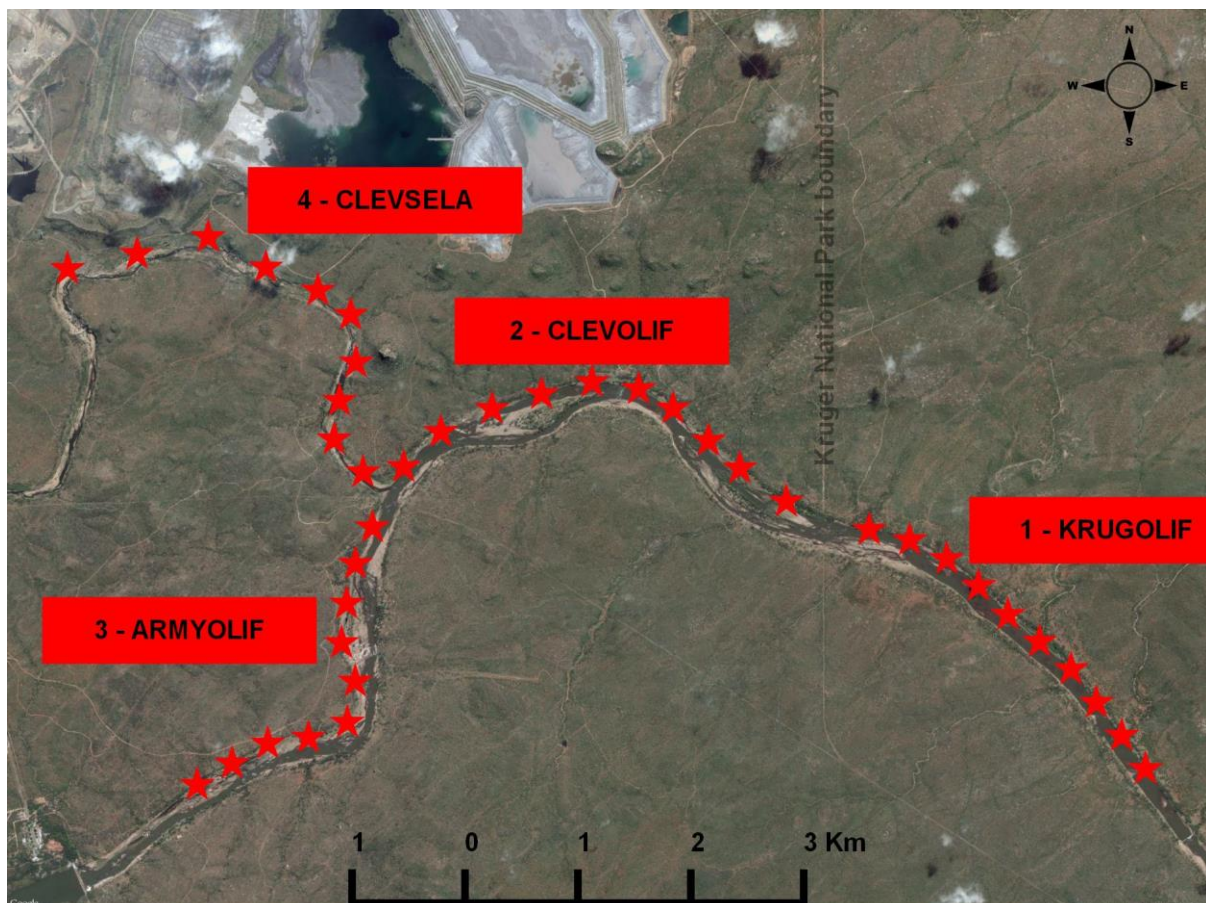 N
W E
S
4 - CLEVSELA
2 - CLEVOLIF
Kruger National Park boundary
1 - KRUGOLIF
3 - ARMYOLIF
1 0 1 2 3 Km